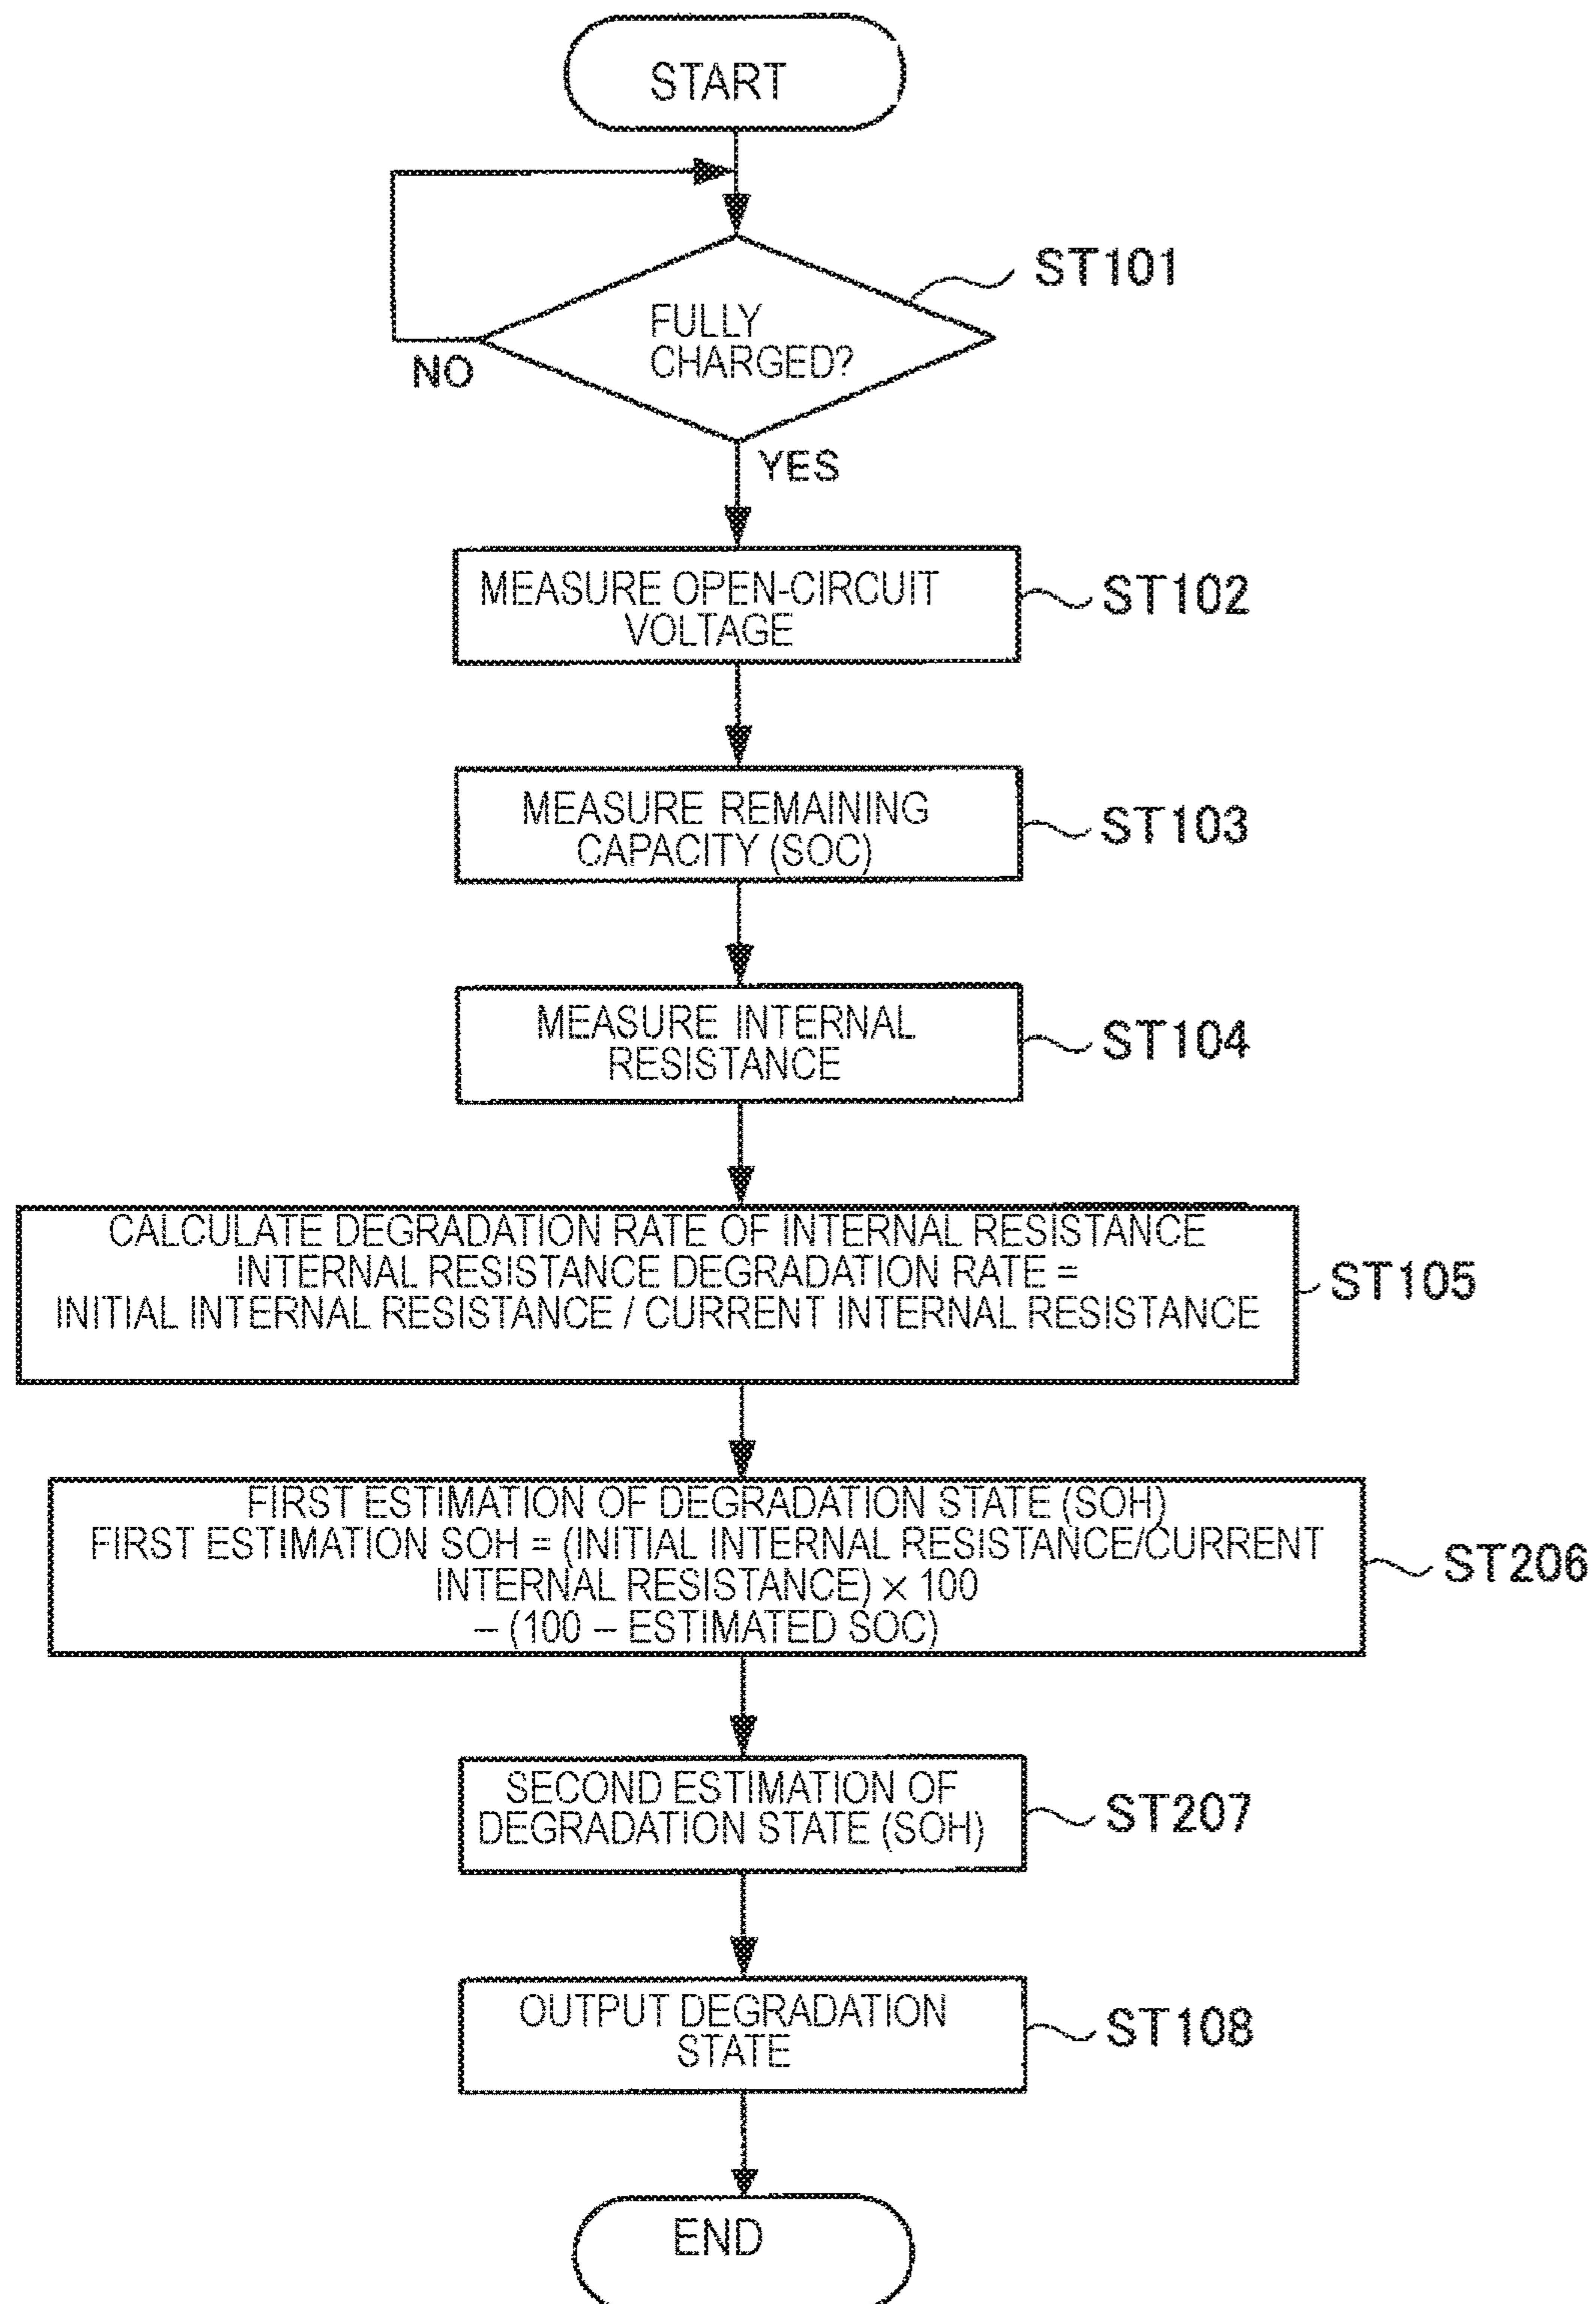 START
ST101
FULLY
CHARGED?
NO
YES
MEASURE OPEN-CIRCUIT
VOLTAGE
ST102
MEASURE REMAINING
CAPACITY (SOC)
ST103
MEASURE INTERNAL
RESISTANCE
ST104
CALCULATE DEGRADATION RATE OF INTERNAL RESISTANCE
INTERNAL RESISTANCE DEGRADATION RATE =
INITIAL INTERNAL RESISTANCE / CURRENT INTERNAL RESISTANCE
ST105
FIRST ESTIMATION OF DEGRADATION STATE (SOH)
FIRST ESTIMATION SOH = (INITIAL INTERNAL RESISTANCE/CURRENT
INTERNAL RESISTANCE) × 100
– (100 – ESTIMATED SOC)
ST206
SECOND ESTIMATION OF
DEGRADATION STATE (SOH)
ST207
OUTPUT DEGRADATION
STATE
ST108
END